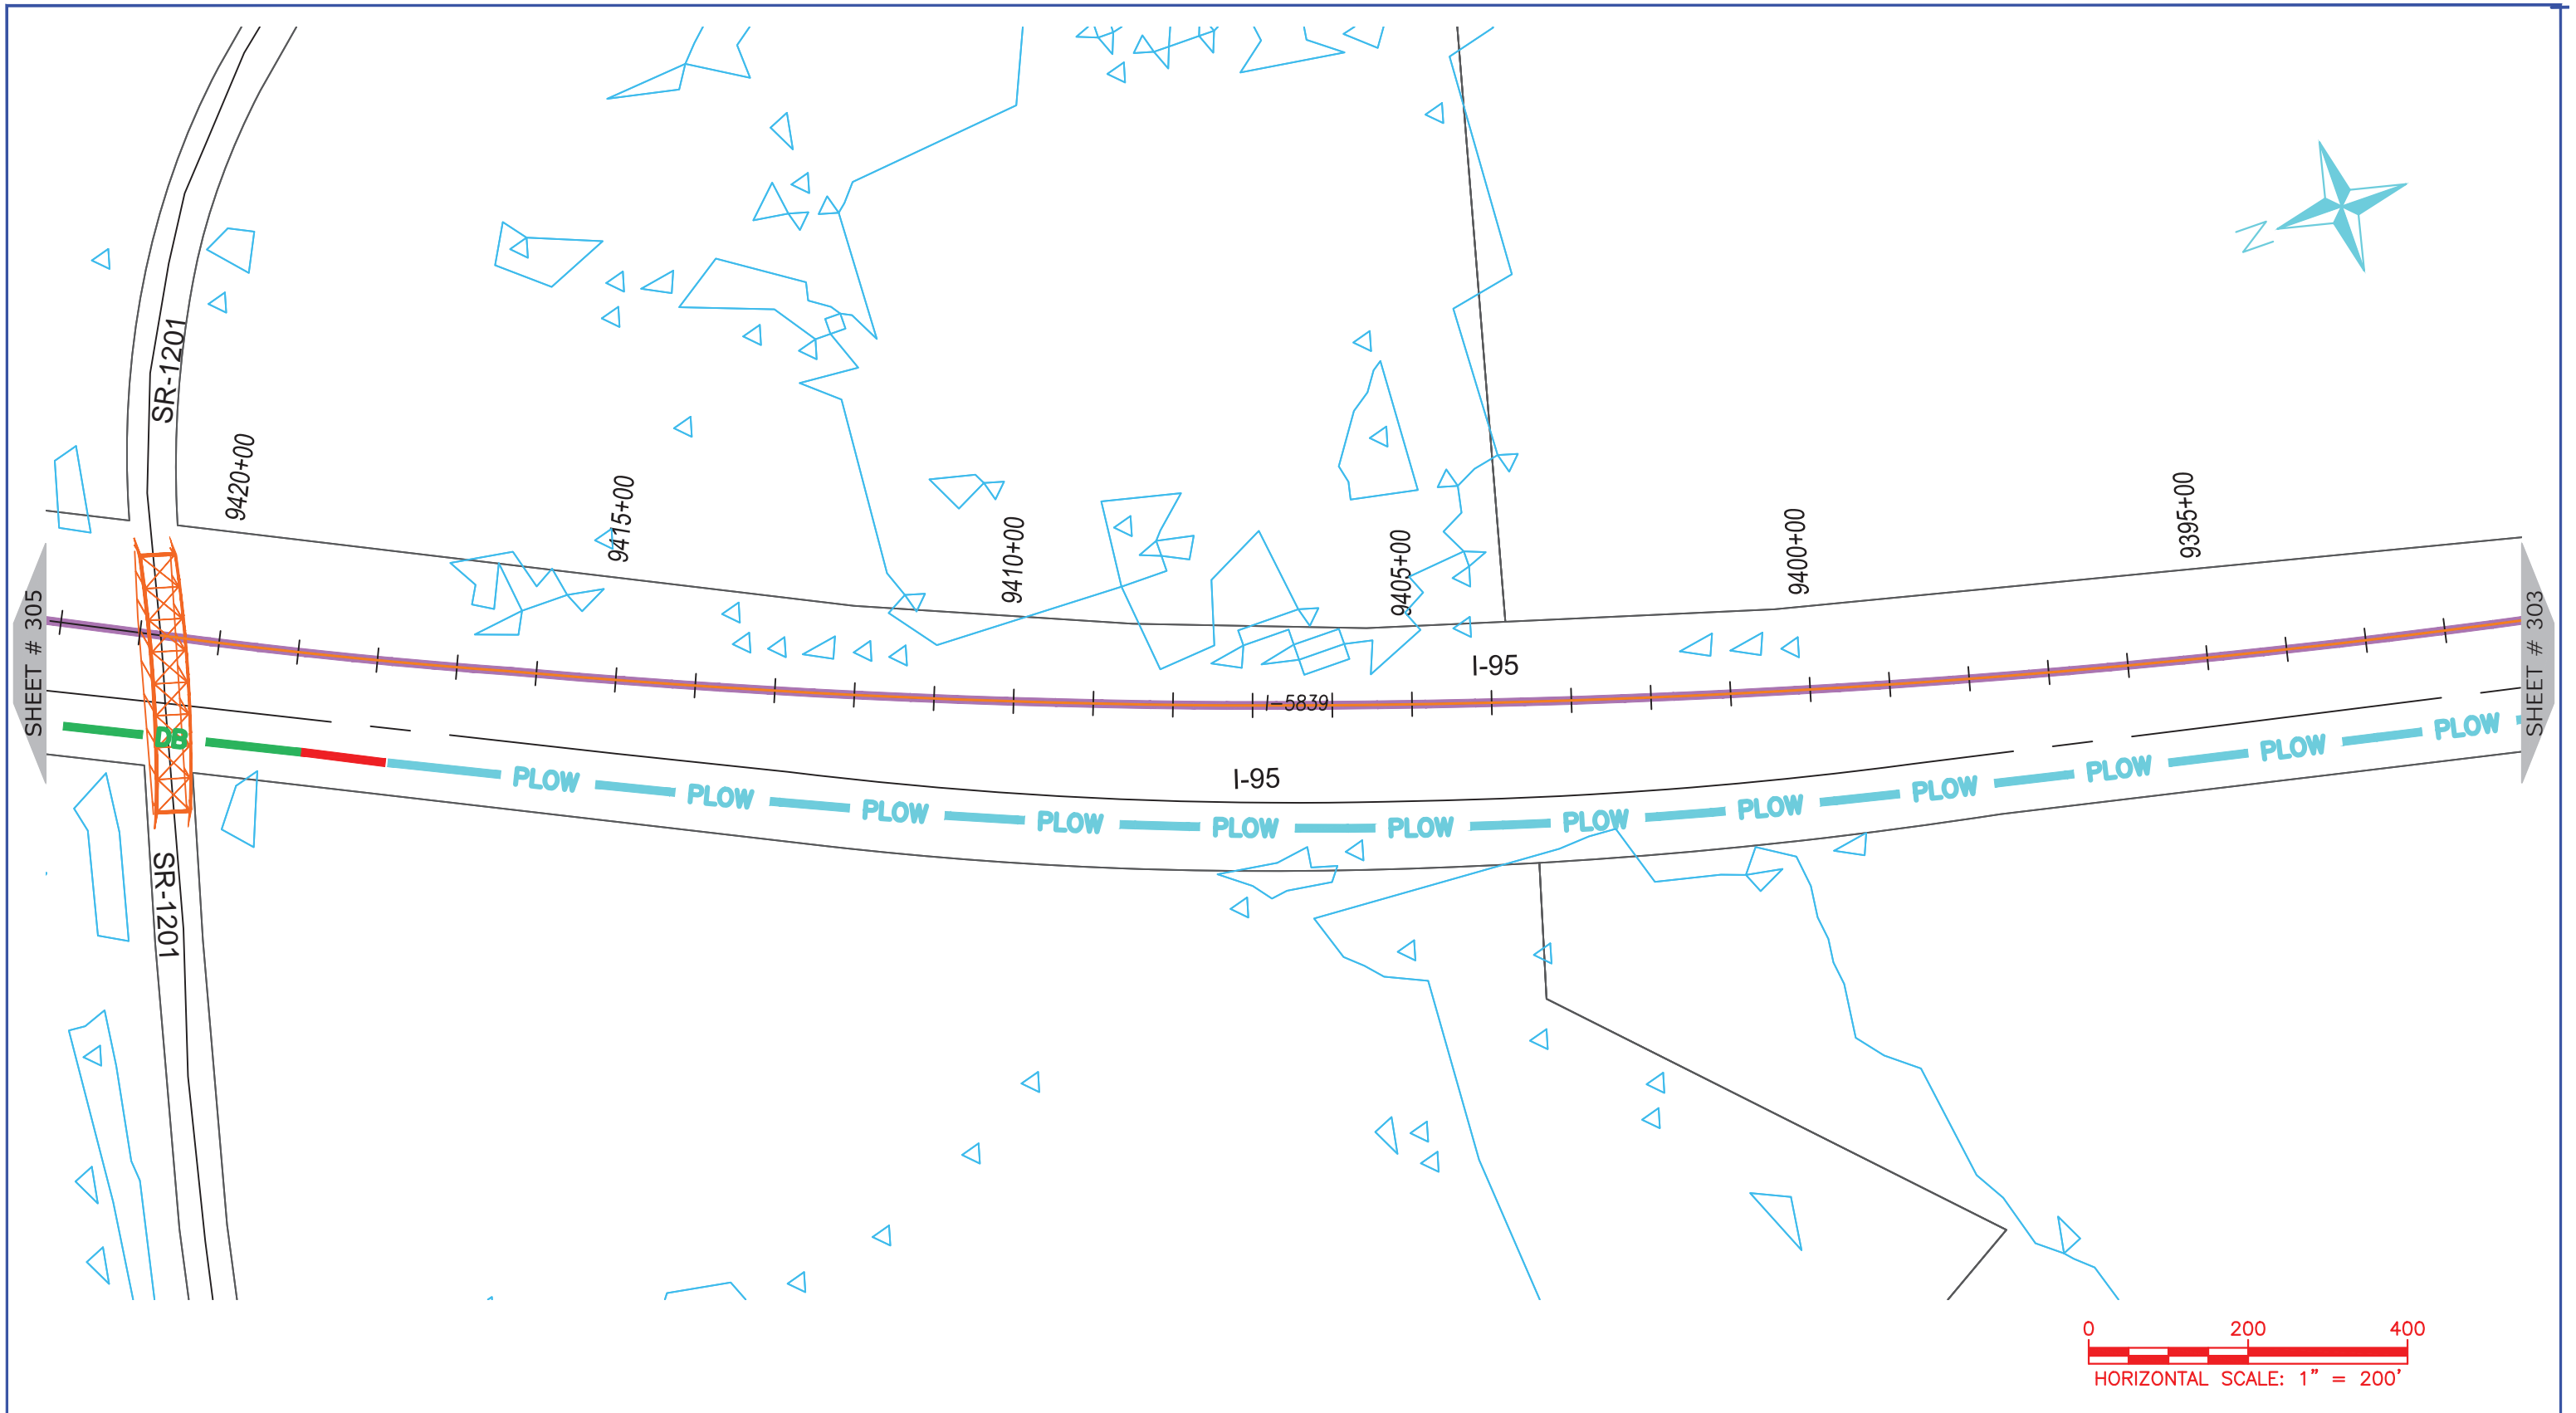 N
SR-1201
9420+00
9415+00
9410+00
9405+00
9400+00
9395+00
SHEET # 305
SHEET # 303
I-95
I-5839
DB
I-95
PLOW PLOW PLOW PLOW PLOW PLOW PLOW PLOW PLOW PLOW PLOW PLOW
SR-1201
0 200 400
HORIZONTAL SCALE: 1" = 200'